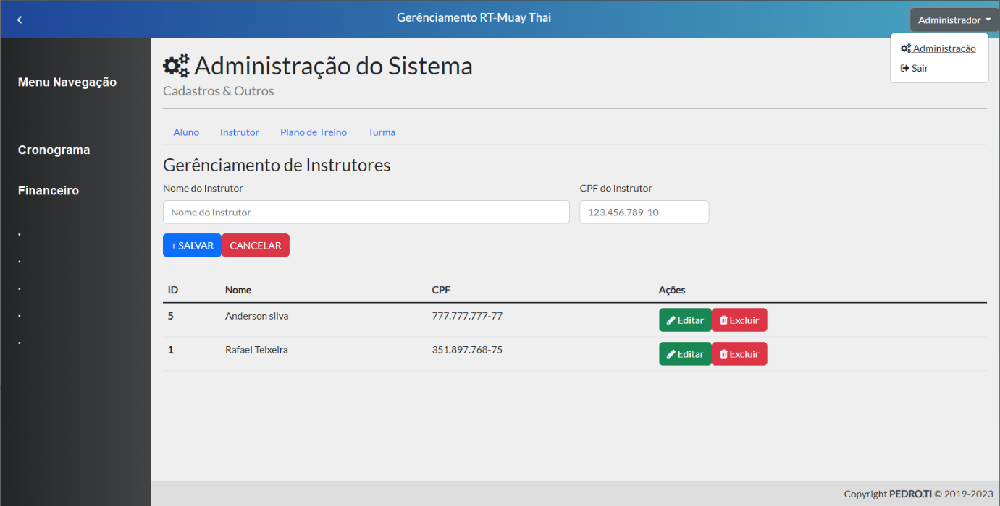 Gerênciamento RT-Muay Thai
Administrador
Administração
Sair
Menu Navegação
Cronograma
Financeiro
.
.
.
.
.
Administração do Sistema
Cadastros & Outros
Aluno Instrutor Plano de Treino Turma
Gerênciamento de Instrutores
Nome do Instrutor CPF do Instrutor
Nome do Instrutor 123.456.789-10
+ SALVAR CANCELAR
ID Nome CPF Ações
5 Anderson silva 777.777.777-77 Editar Excluir
1 Rafael Teixeira 351.897.768-75 Editar Excluir
Copyright PEDRO.TI © 2019-2023